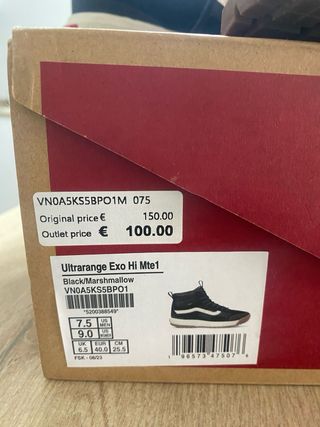 VN0A5KS5BPO1M 075
Original price € 150.00
Outlet price € 100.00
Ultrarange Exo Hi Mte1
Black/Marshmallow
VN0A5KS5BPO1
*5200388549*
7.5 US MEN
9.0 US WMNS
UK EUR CM
6.5 40.0 25.5
FSK - 08/23
1 96573 47507 6